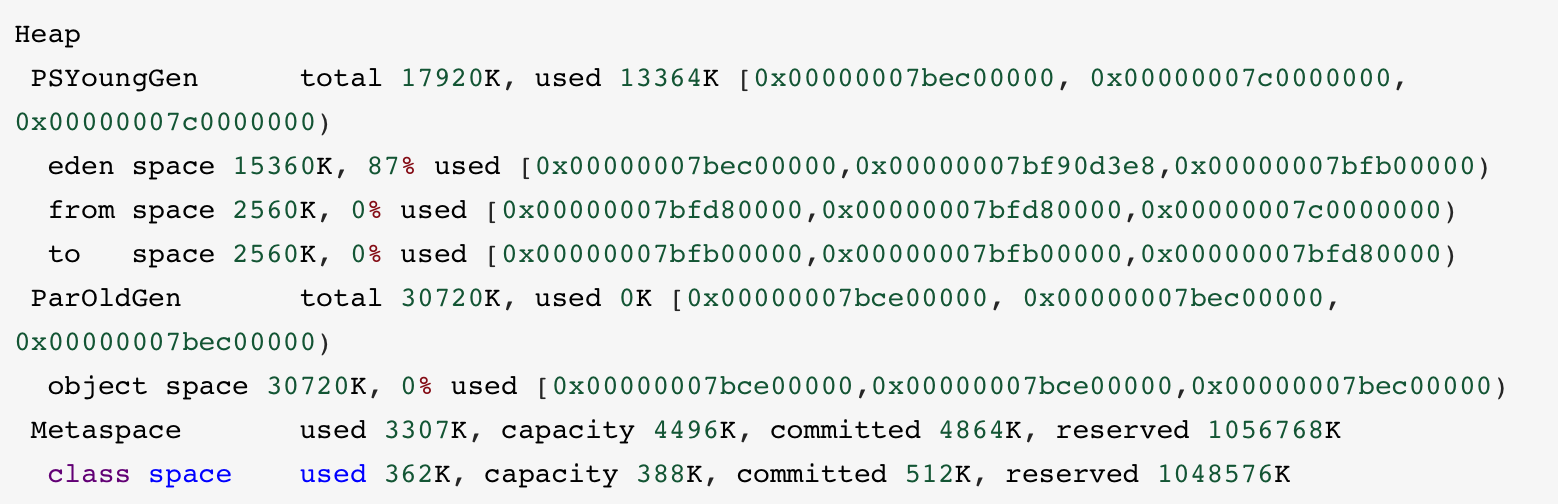 Heap
 PSYoungGen      total 17920K, used 13364K [0x00000007bec00000, 0x00000007c0000000,
0x00000007c0000000)
  eden space 15360K, 87% used [0x00000007bec00000,0x00000007bf90d3e8,0x00000007bfb00000)
  from space 2560K, 0% used [0x00000007bfd80000,0x00000007bfd80000,0x00000007c0000000)
  to   space 2560K, 0% used [0x00000007bfb00000,0x00000007bfb00000,0x00000007bfd80000)
 ParOldGen       total 30720K, used 0K [0x00000007bce00000, 0x00000007bec00000,
0x00000007bec00000)
  object space 30720K, 0% used [0x00000007bce00000,0x00000007bce00000,0x00000007bec00000)
 Metaspace       used 3307K, capacity 4496K, committed 4864K, reserved 1056768K
  class space    used 362K, capacity 388K, committed 512K, reserved 1048576K